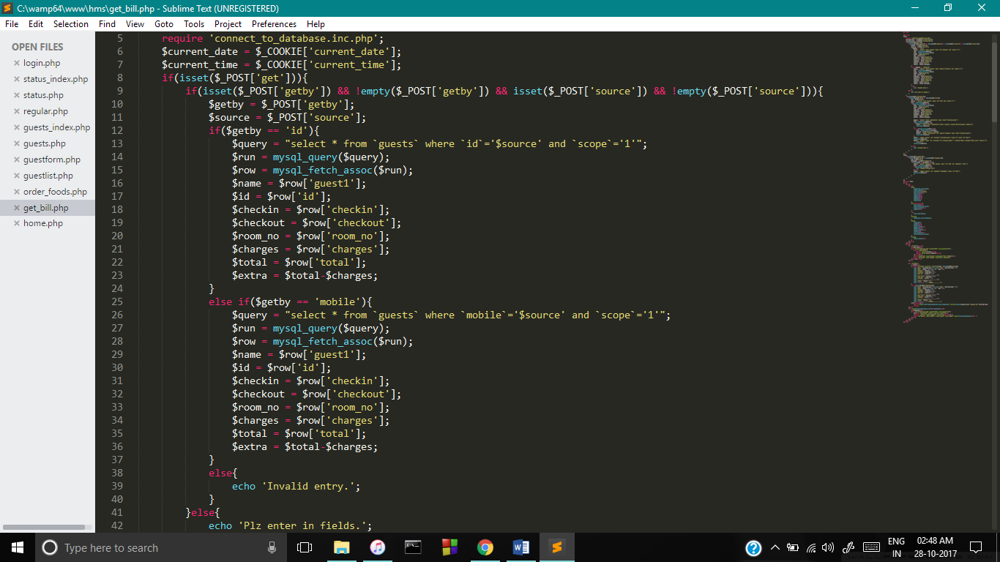 C:\wamp64\www\hms\get_bill.php - Sublime Text (UNREGISTERED)
File Edit Selection Find View Goto Tools Project Preferences Help
OPEN FILES
login.php
status_index.php
status.php
regular.php
guests_index.php
guests.php
guestform.php
guestlist.php
order_foods.php
get_bill.php
home.php
5 require 'connect_to_database.inc.php';
6 $current_date = $_COOKIE['current_date'];
7 $current_time = $_COOKIE['current_time'];
8 if(isset($_POST['get'])){
9 if(isset($_POST['getby']) && !empty($_POST['getby']) && isset($_POST['source']) && !empty($_POST['source'])){
10 $getby = $_POST['getby'];
11 $source = $_POST['source'];
12 if($getby == 'id'){
13 $query = "select * from `guests` where `id`='$source' and `scope`='1'";
14 $run = mysql_query($query);
15 $row = mysql_fetch_assoc($run);
16 $name = $row['guest1'];
17 $id = $row['id'];
18 $checkin = $row['checkin'];
19 $checkout = $row['checkout'];
20 $room_no = $row['room_no'];
21 $charges = $row['charges'];
22 $total = $row['total'];
23 $extra = $total-$charges;
24 }
25 else if($getby == 'mobile'){
26 $query = "select * from `guests` where `mobile`='$source' and `scope`='1'";
27 $run = mysql_query($query);
28 $row = mysql_fetch_assoc($run);
29 $name = $row['guest1'];
30 $id = $row['id'];
31 $checkin = $row['checkin'];
32 $checkout = $row['checkout'];
33 $room_no = $row['room_no'];
34 $charges = $row['charges'];
35 $total = $row['total'];
36 $extra = $total-$charges;
37 }
38 else{
39 echo 'Invalid entry.';
40 }
41 }else{
42 echo 'Plz enter in fields.';
Type here to search
ENG
IN
02:48 AM
28-10-2017